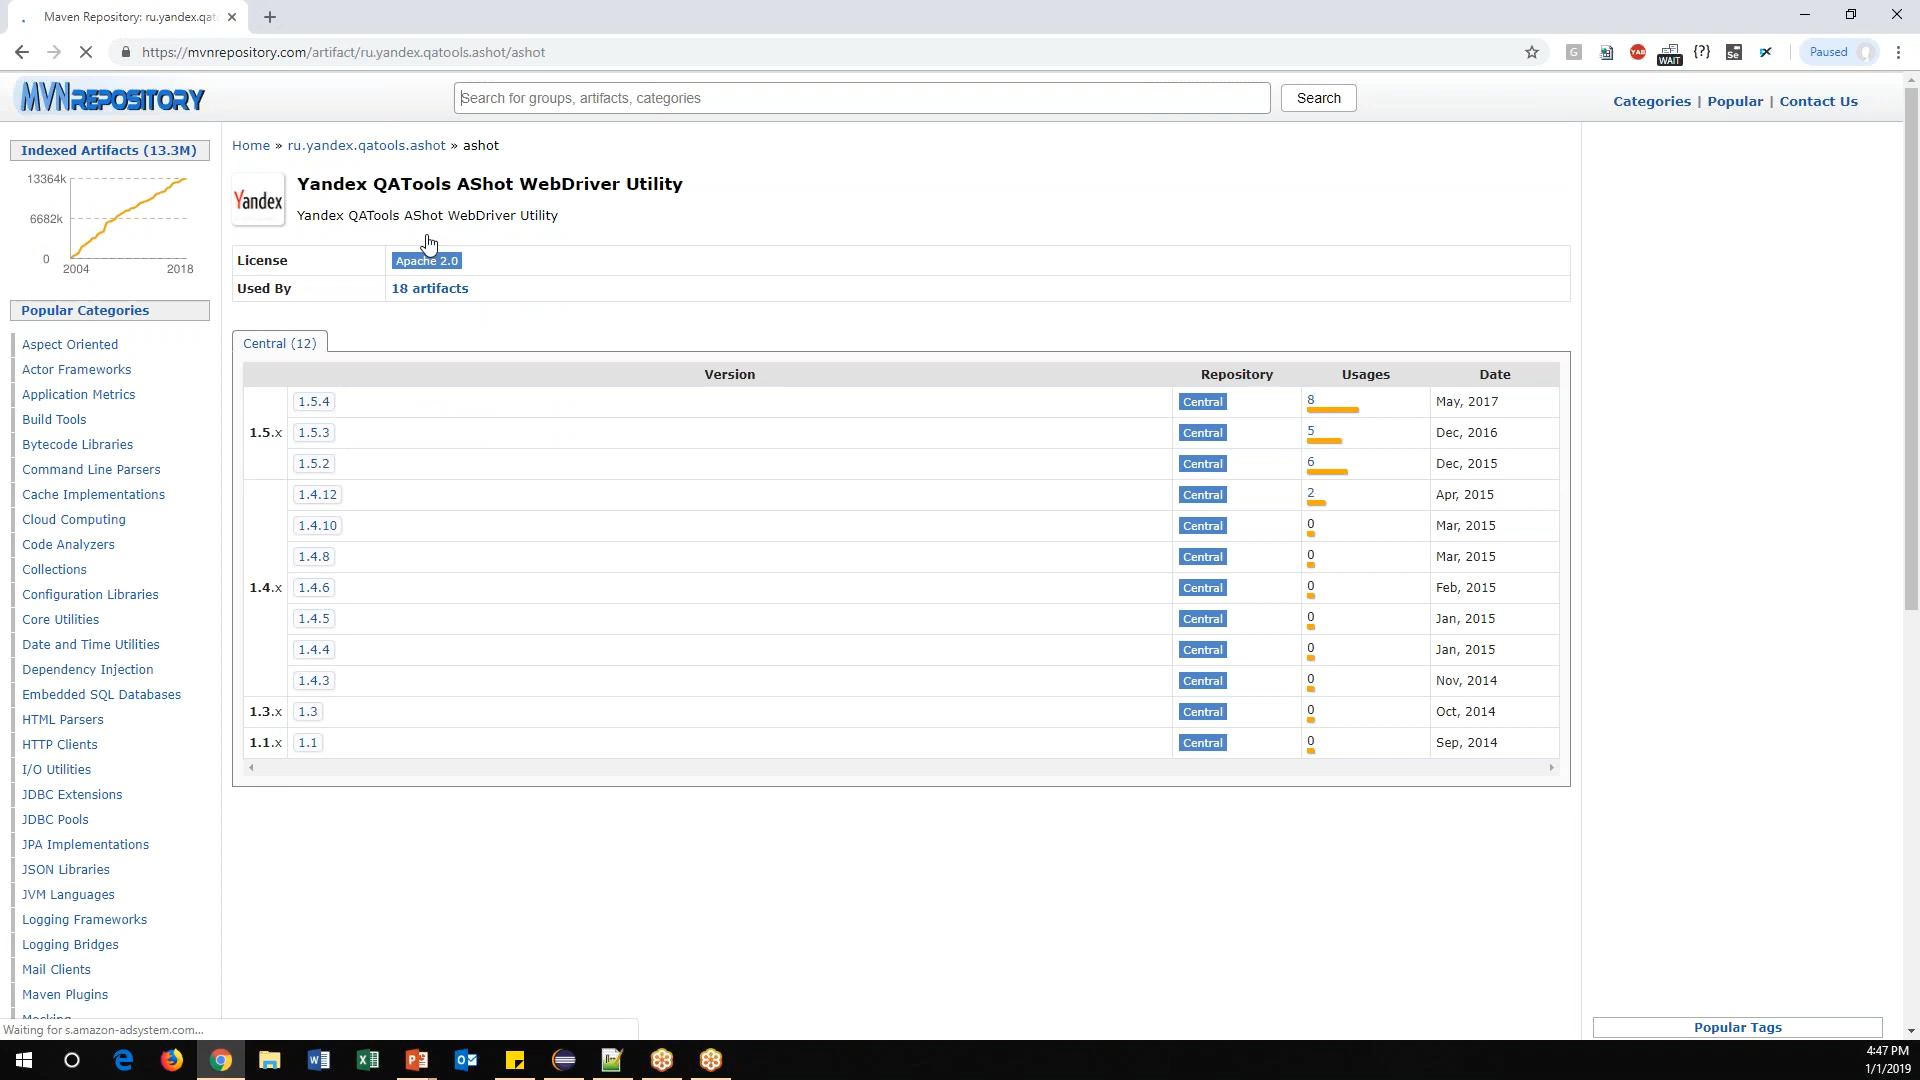 Maven Repository: ru.yandex.qat
https://mvnrepository.com/artifact/ru.yandex.qatools.ashot/ashot
G
YAB
WAIT
{?}
Se
Paused
MVNREPOSITORY
Search for groups, artifacts, categories
Search
Categories | Popular | Contact Us
Indexed Artifacts (13.3M)
13364k
6682k
0
2004 2018
Popular Categories
Aspect Oriented
Actor Frameworks
Application Metrics
Build Tools
Bytecode Libraries
Command Line Parsers
Cache Implementations
Cloud Computing
Code Analyzers
Collections
Configuration Libraries
Core Utilities
Date and Time Utilities
Dependency Injection
Embedded SQL Databases
HTML Parsers
HTTP Clients
I/O Utilities
JDBC Extensions
JDBC Pools
JPA Implementations
JSON Libraries
JVM Languages
Logging Frameworks
Logging Bridges
Mail Clients
Maven Plugins
Home » ru.yandex.qatools.ashot » ashot
Yandex
Yandex QATools AShot WebDriver Utility
Yandex QATools AShot WebDriver Utility
License Apache 2.0
Used By 18 artifacts
Central (12)
Version Repository Usages Date
1.5.x
1.5.4 Central 8 May, 2017
1.5.3 Central 5 Dec, 2016
1.5.2 Central 6 Dec, 2015
1.4.x
1.4.12 Central 2 Apr, 2015
1.4.10 Central 0 Mar, 2015
1.4.8 Central 0 Mar, 2015
1.4.6 Central 0 Feb, 2015
1.4.5 Central 0 Jan, 2015
1.4.4 Central 0 Jan, 2015
1.4.3 Central 0 Nov, 2014
1.3.x 1.3 Central 0 Oct, 2014
1.1.x 1.1 Central 0 Sep, 2014
Popular Tags
Waiting for s.amazon-adsystem.com...
4:47 PM
1/1/2019